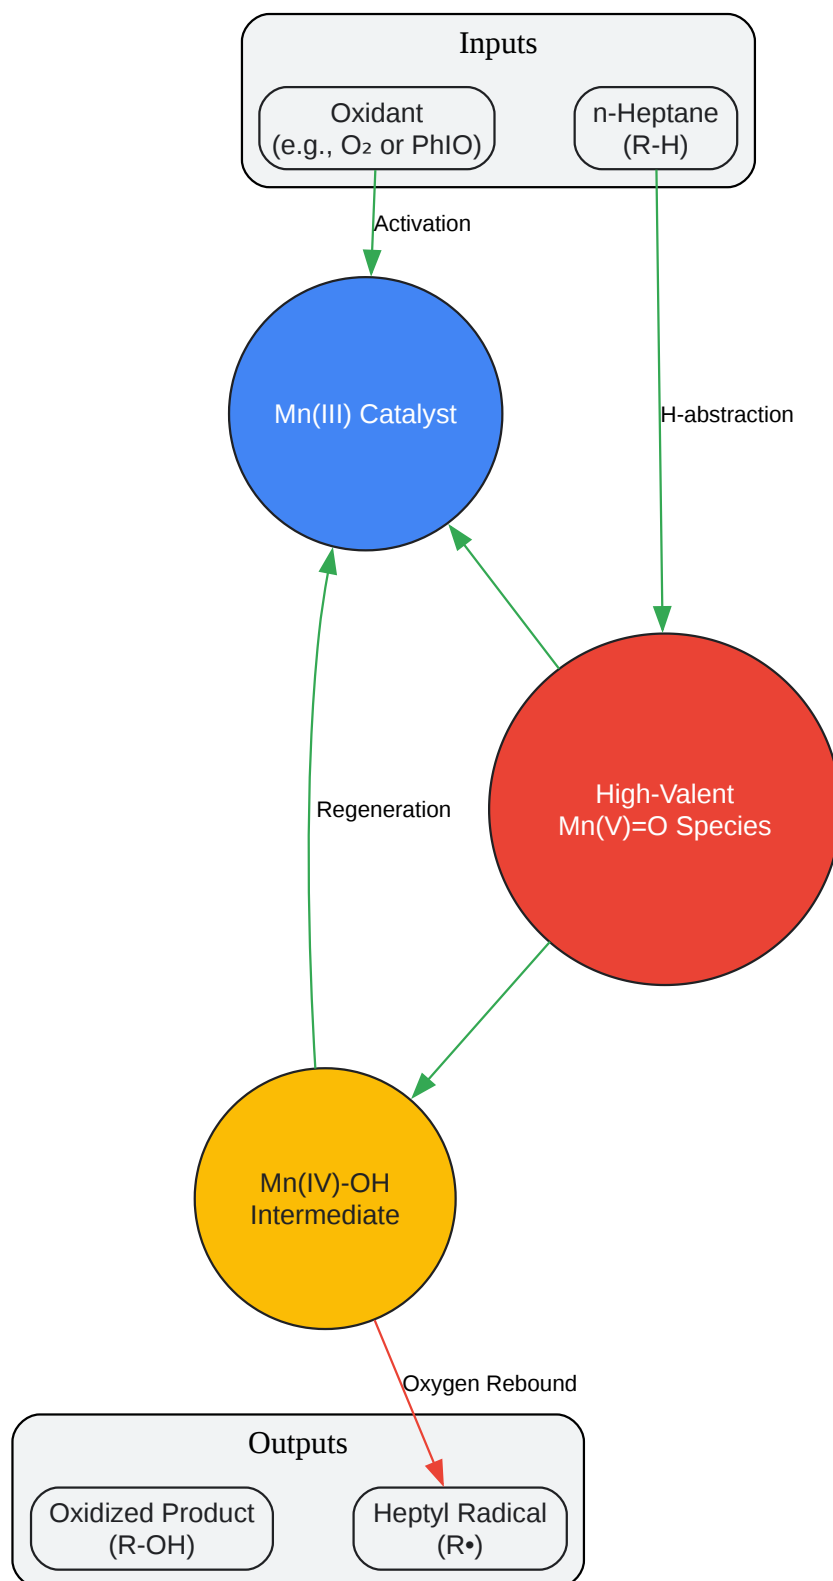 Inputs
Oxidant
(e.g., O₂ or PhIO)
n-Heptane
(R-H)
Activation
Mn(III) Catalyst
H-abstraction
High-Valent
Mn(V)=O Species
Regeneration
Mn(IV)-OH
Intermediate
Oxygen Rebound
Outputs
Oxidized Product
(R-OH)
Heptyl Radical
(R•)